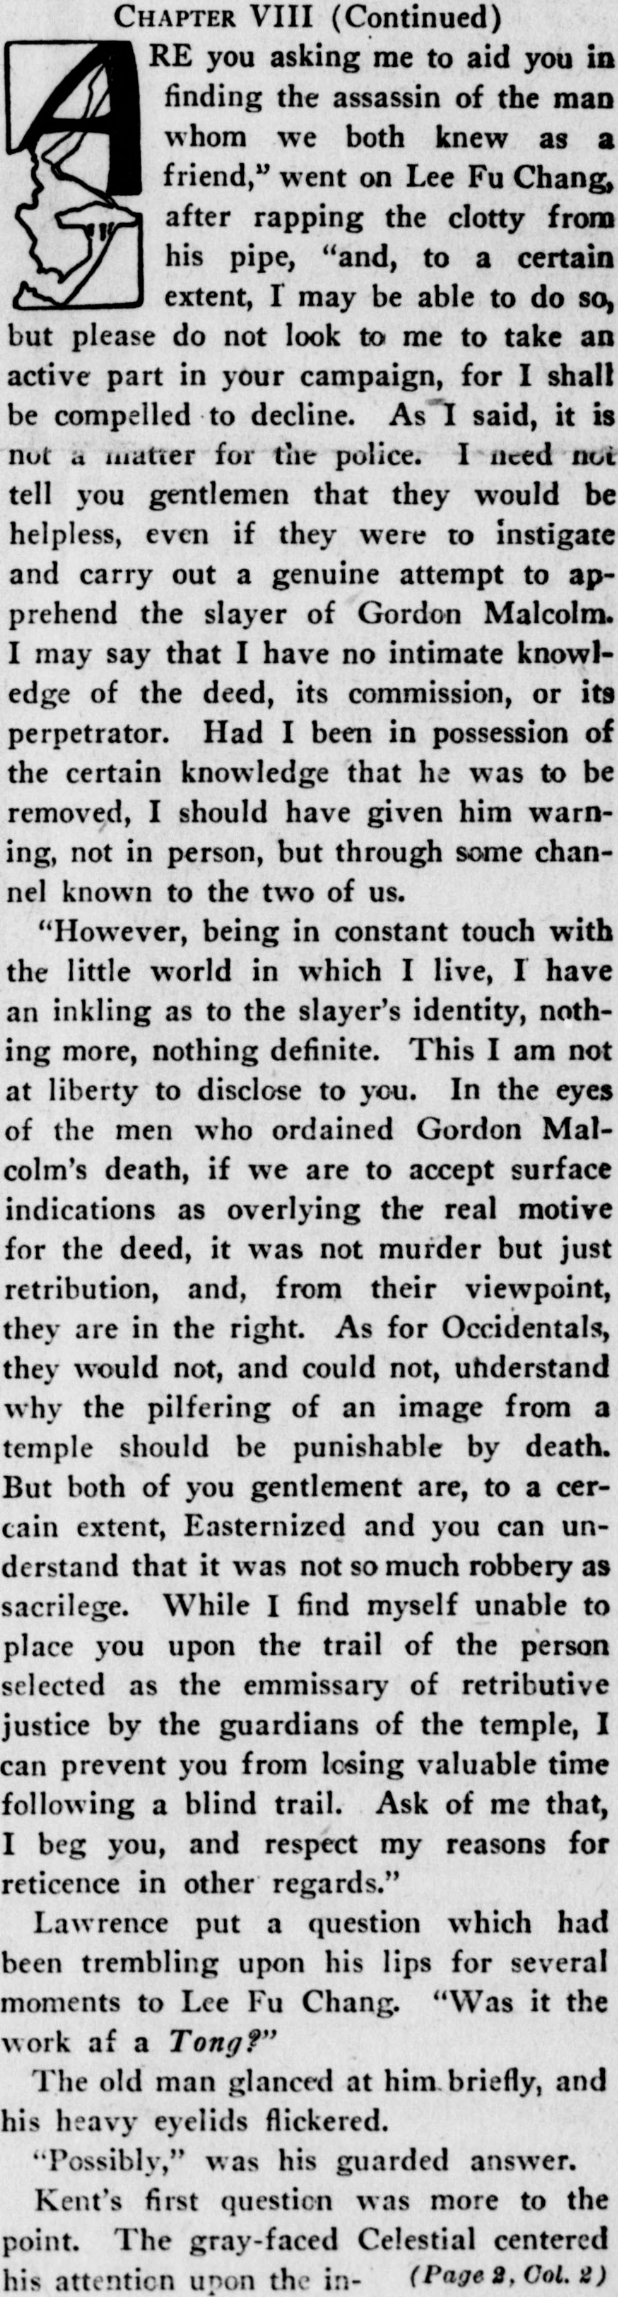 CHAPTER VIII (Continued)
ARE you asking me to aid you in
finding the assassin of the man
whom we both knew as a
friend," went on Lee Fu Chang,
after rapping the clotty from
his pipe, "and, to a certain
extent, I may be able to do so,
but please do not look to me to take an
active part in your campaign, for I shall
be compelled to decline. As I said, it is
not a matter for the police. I need not
tell you gentlemen that they would be
helpless, even if they were to instigate
and carry out a genuine attempt to ap-
prehend the slayer of Gordon Malcolm.
I may say that I have no intimate knowl-
edge of the deed, its commission, or its
perpetrator. Had I been in possession of
the certain knowledge that he was to be
removed, I should have given him warn-
ing, not in person, but through some chan-
nel known to the two of us.
"However, being in constant touch with
the little world in which I live, I have
an inkling as to the slayer's identity, noth-
ing more, nothing definite. This I am not
at liberty to disclose to you. In the eyes
of the men who ordained Gordon Mal-
colm's death, if we are to accept surface
indications as overlying the real motive
for the deed, it was not murder but just
retribution, and, from their viewpoint,
they are in the right. As for Occidentals,
they would not, and could not, understand
why the pilfering of an image from a
temple should be punishable by death.
But both of you gentlement are, to a cer-
tain extent, Easternized and you can un-
derstand that it was not so much robbery as
sacrilege. While I find myself unable to
place you upon the trail of the person
selected as the emmissary of retributive
justice by the guardians of the temple, I
can prevent you from losing valuable time
following a blind trail. Ask of me that,
I beg you, and respect my reasons for
reticence in other regards."
Lawrence put a question which had
been trembling upon his lips for several
moments to Lee Fu Chang. "Was it the
work af a Tong?"
The old man glanced at him briefly, and
his heavy eyelids flickered.
"Possibly," was his guarded answer.
Kent's first question was more to the
point. The gray-faced Celestial centered
his attention upon the in- (Page 2, Col. 2)